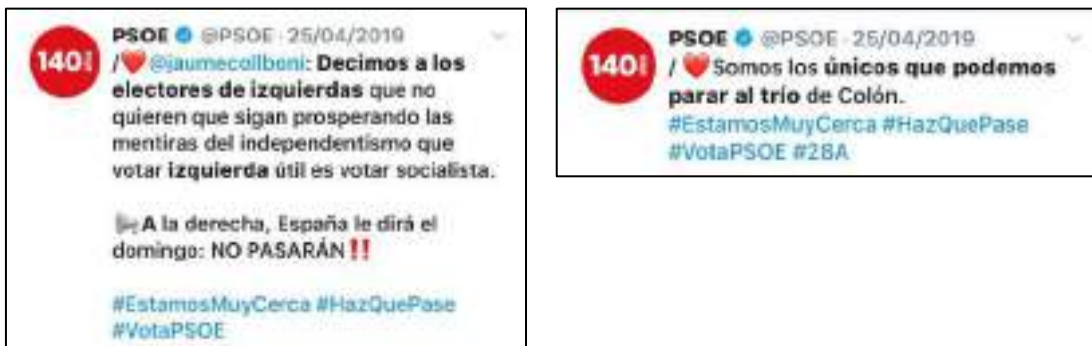 140
PSOE @PSOE · 25/04/2019
/❤️@jaumecollboni: Decimos a los
electores de izquierdas que no
quieren que sigan prosperando las
mentiras del independentismo que
votar izquierda útil es votar socialista.
A la derecha, España le dirá el
domingo: NO PASARÁN‼️
#EstamosMuyCerca #HazQuePase
#VotaPSOE
140
PSOE @PSOE · 25/04/2019
/ ❤️Somos los únicos que podemos
parar al trío de Colón.
#EstamosMuyCerca #HazQuePase
#VotaPSOE #28A